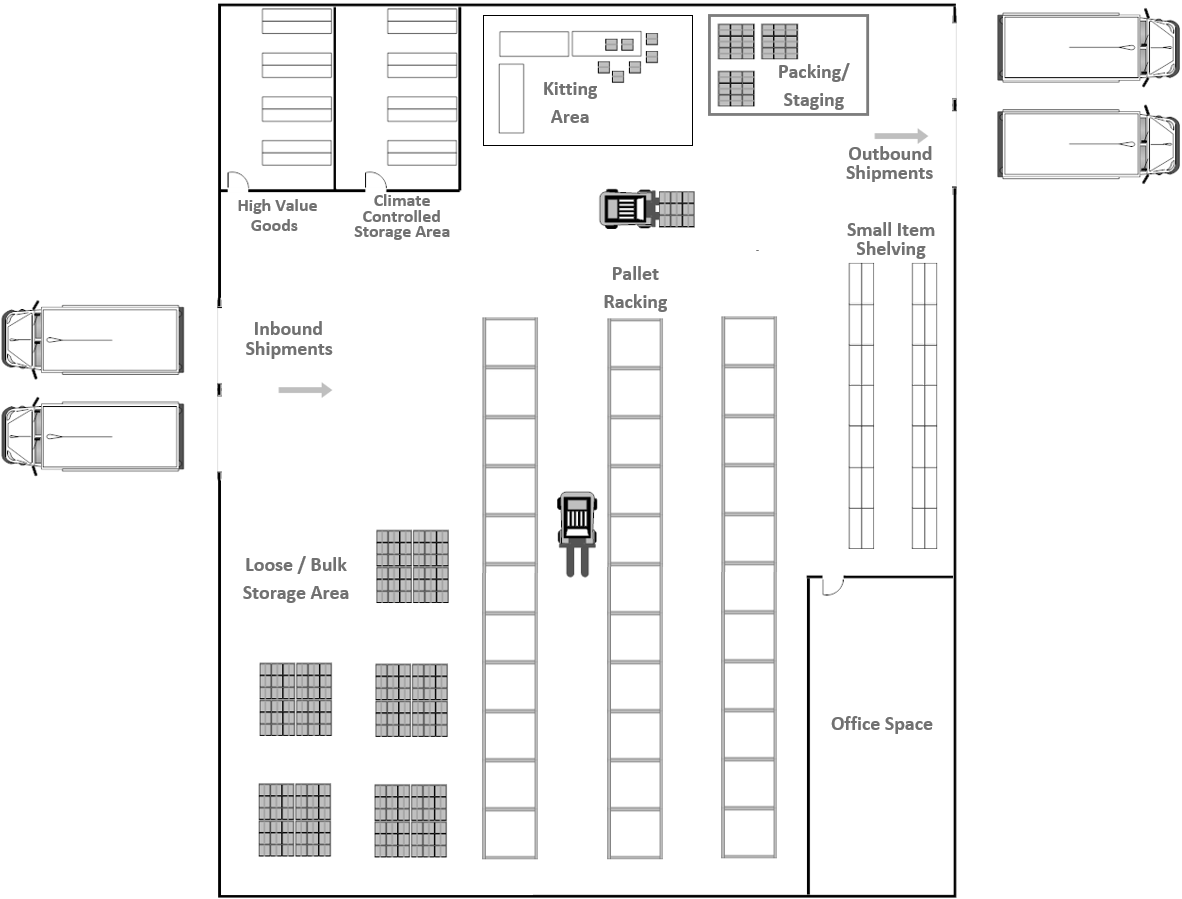 Kitting
Area
Packing/
Staging
Outbound
Shipments
High Value
Goods
Climate
Controlled
Storage Area
Small Item
Shelving
Pallet
Racking
Inbound
Shipments
Loose / Bulk
Storage Area
Office Space